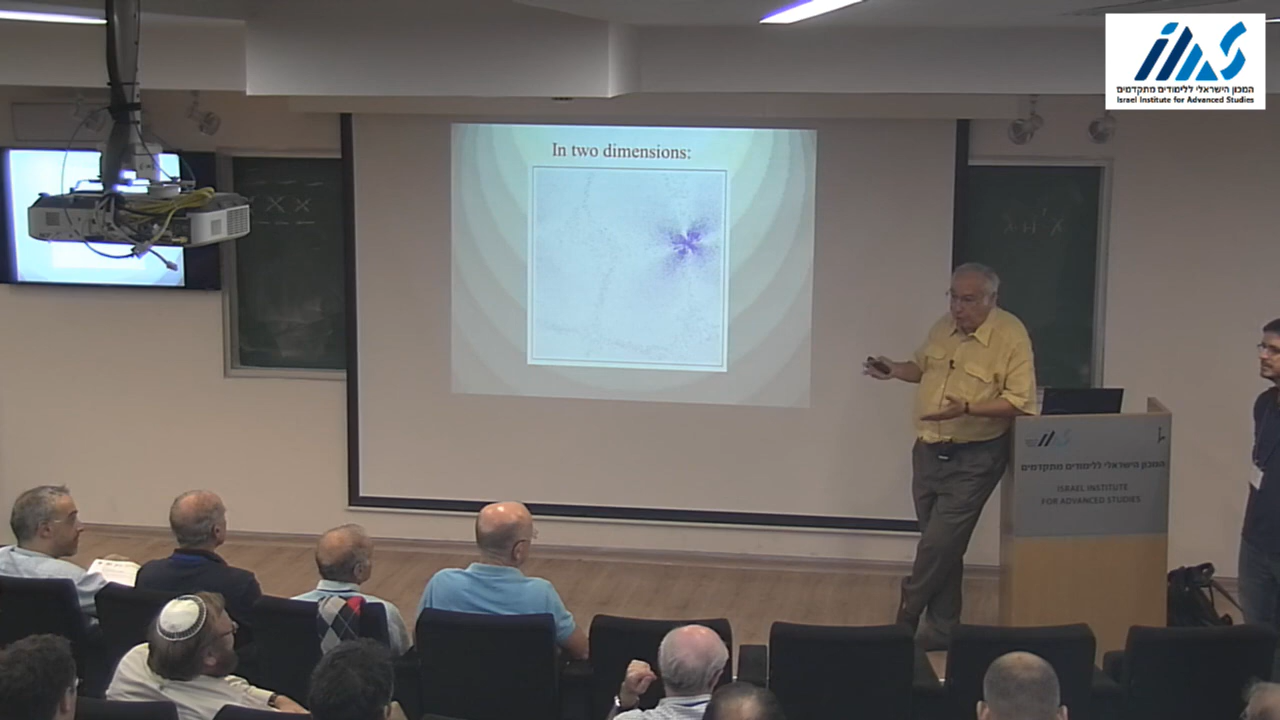 המכון הישראלי ללימודים מתקדמים
Israel Institute for Advanced Studies
In two dimensions:
המכון הישראלי ללימודים מתקדמים
ISRAEL INSTITUTE
FOR ADVANCED STUDIES